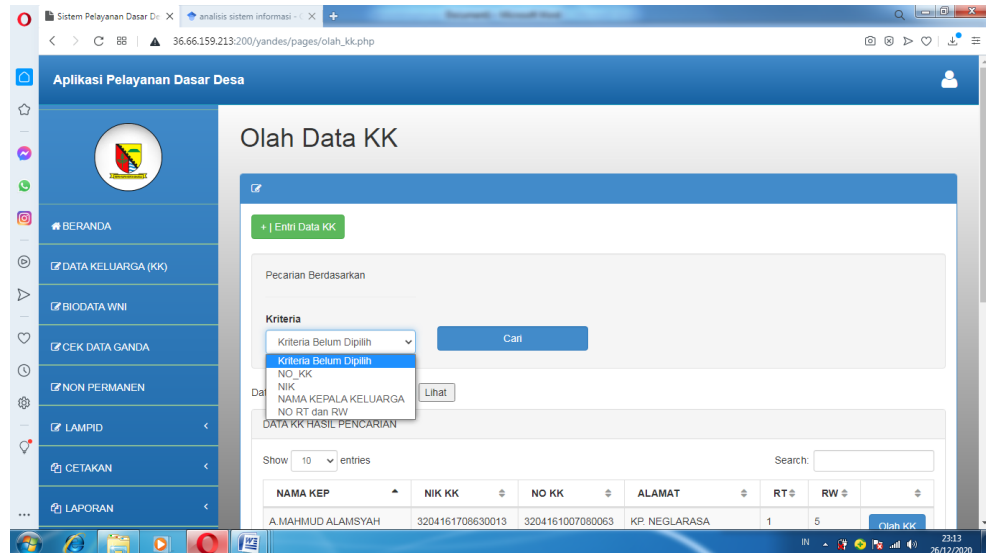 Sistem Pelayanan Dasar De
analisis sistem informasi -
36.66.159.213:200/yandes/pages/olah_kk.php
Aplikasi Pelayanan Dasar Desa
Olah Data KK
+ | Entri Data KK
BERANDA
DATA KELUARGA (KK)
BIODATA WNI
CEK DATA GANDA
NON PERMANEN
LAMPID
CETAKAN
LAPORAN
Pecarian Berdasarkan
Kriteria
Kriteria Belum Dipilih
Cari
Kriteria Belum Dipilih
NO_KK
NIK
NAMA KEPALA KELUARGA
NO RT dan RW
Lihat
DATA KK HASIL PENCARIAN
Show 10 entries
Search:
NAMA KEP NIK KK NO KK ALAMAT RT RW
A.MAHMUD ALAMSYAH 3204161708630013 3204161007080063 KP. NEGLARASA 1 5 Olah KK
IN
23:13
26/12/2020